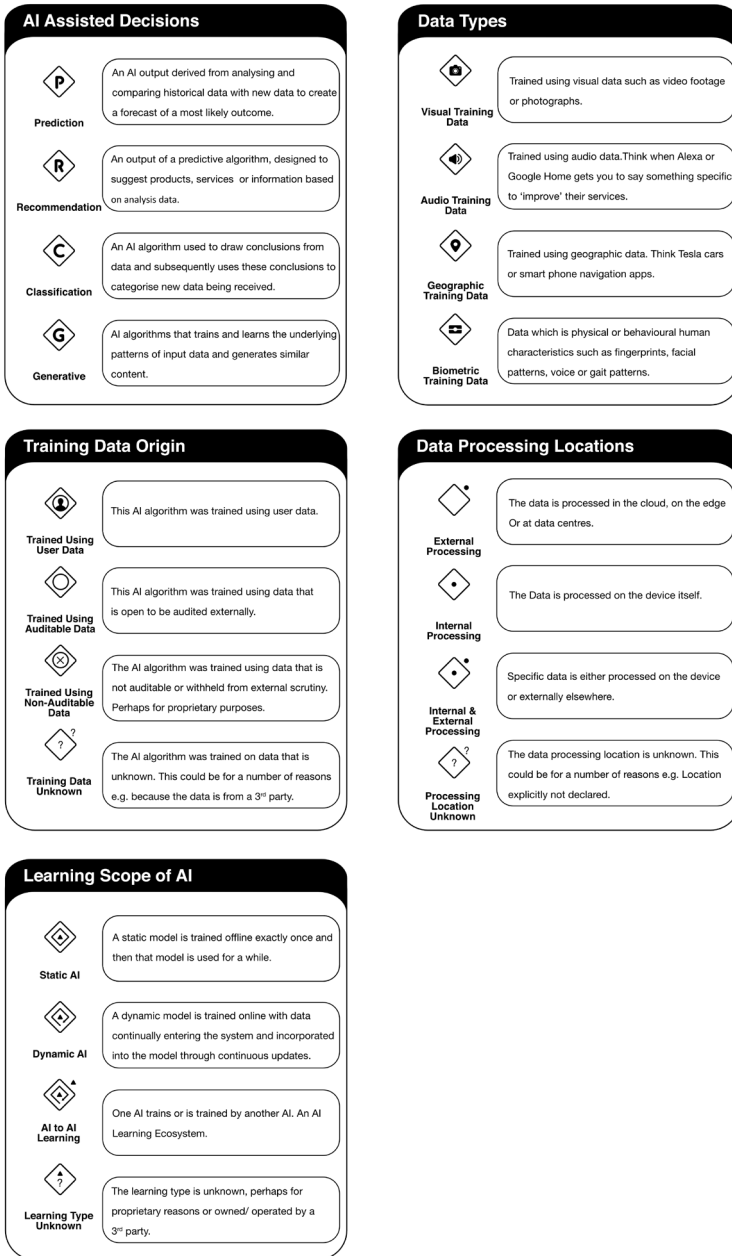 AI Assisted Decisions
P
Prediction
An AI output derived from analysing and
comparing historical data with new data to create
a forecast of a most likely outcome.
R
Recommendation
An output of a predictive algorithm, designed to
suggest products, services or information based
on analysis data.
C
Classification
An AI algorithm used to draw conclusions from
data and subsequently uses these conclusions to
categorise new data being received.
G
Generative
AI algorithms that trains and learns the underlying
patterns of input data and generates similar
content.
Data Types
Visual Training
Data
Trained using visual data such as video footage
or photographs.
Audio Training
Data
Trained using audio data.Think when Alexa or
Google Home gets you to say something specific
to ‘improve’ their services.
Geographic
Training Data
Trained using geographic data. Think Tesla cars
or smart phone navigation apps.
Biometric
Training Data
Data which is physical or behavioural human
characteristics such as fingerprints, facial
patterns, voice or gait patterns.
Training Data Origin
Trained Using
User Data
This AI algorithm was trained using user data.
Trained Using
Auditable Data
This AI algorithm was trained using data that
is open to be audited externally.
Trained Using
Non-Auditable
Data
The AI algorithm was trained using data that is
not auditable or withheld from external scrutiny.
Perhaps for proprietary purposes.
?
?
Training Data
Unknown
The AI algorithm was trained on data that is
unknown. This could be for a number of reasons
e.g. because the data is from a 3rd party.
Data Processing Locations
External
Processing
The data is processed in the cloud, on the edge
Or at data centres.
Internal
Processing
The Data is processed on the device itself.
Internal &
External
Processing
Specific data is either processed on the device
or externally elsewhere.
?
?
Processing
Location
Unknown
The data processing location is unknown. This
could be for a number of reasons e.g. Location
explicitly not declared.
Learning Scope of AI
Static AI
A static model is trained offline exactly once and
then that model is used for a while.
Dynamic AI
A dynamic model is trained online with data
continually entering the system and incorporated
into the model through continuous updates.
AI to AI
Learning
One AI trains or is trained by another AI. An AI
Learning Ecosystem.
?
Learning Type
Unknown
The learning type is unknown, perhaps for
proprietary reasons or owned/ operated by a
3rd party.